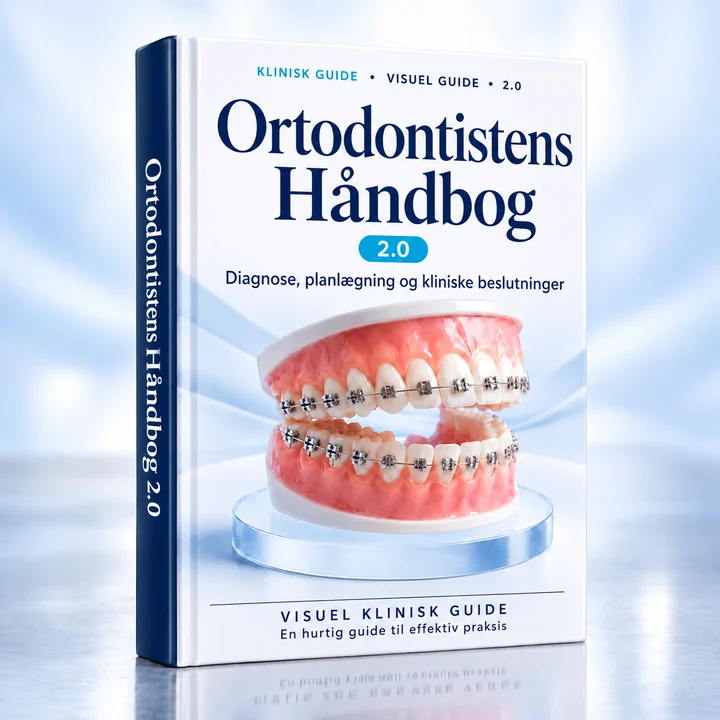 KLINISK GUIDE • VISUEL GUIDE • 2.0
Ortodontistens
Håndbog
2.0
Diagnose, planlægning og kliniske beslutninger
VISUEL KLINISK GUIDE
En hurtig guide til effektiv praksis
Ortodontistens Håndbog 2.0